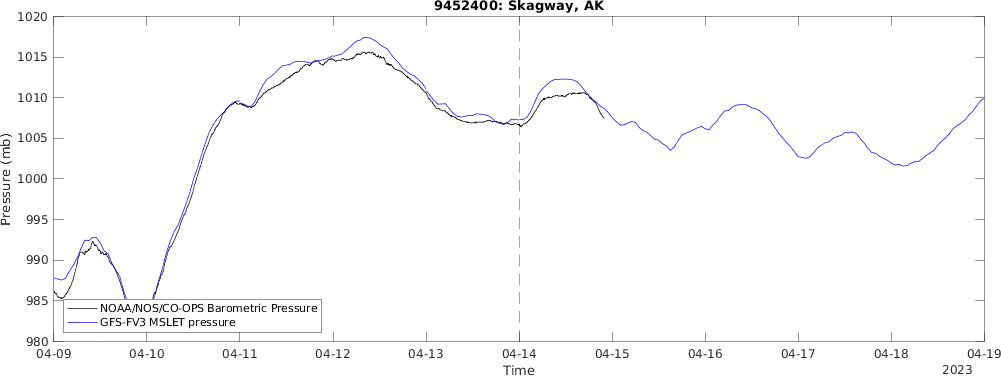 9452400: Skagway, AK
1020
1015
1010
1005
1000
995
990
985
980
Pressure (mb)
NOAA/NOS/CO-OPS Barometric Pressure
GFS-FV3 MSLET pressure
04-09 04-10 04-11 04-12 04-13 04-14 04-15 04-16 04-17 04-18 04-19
Time
2023